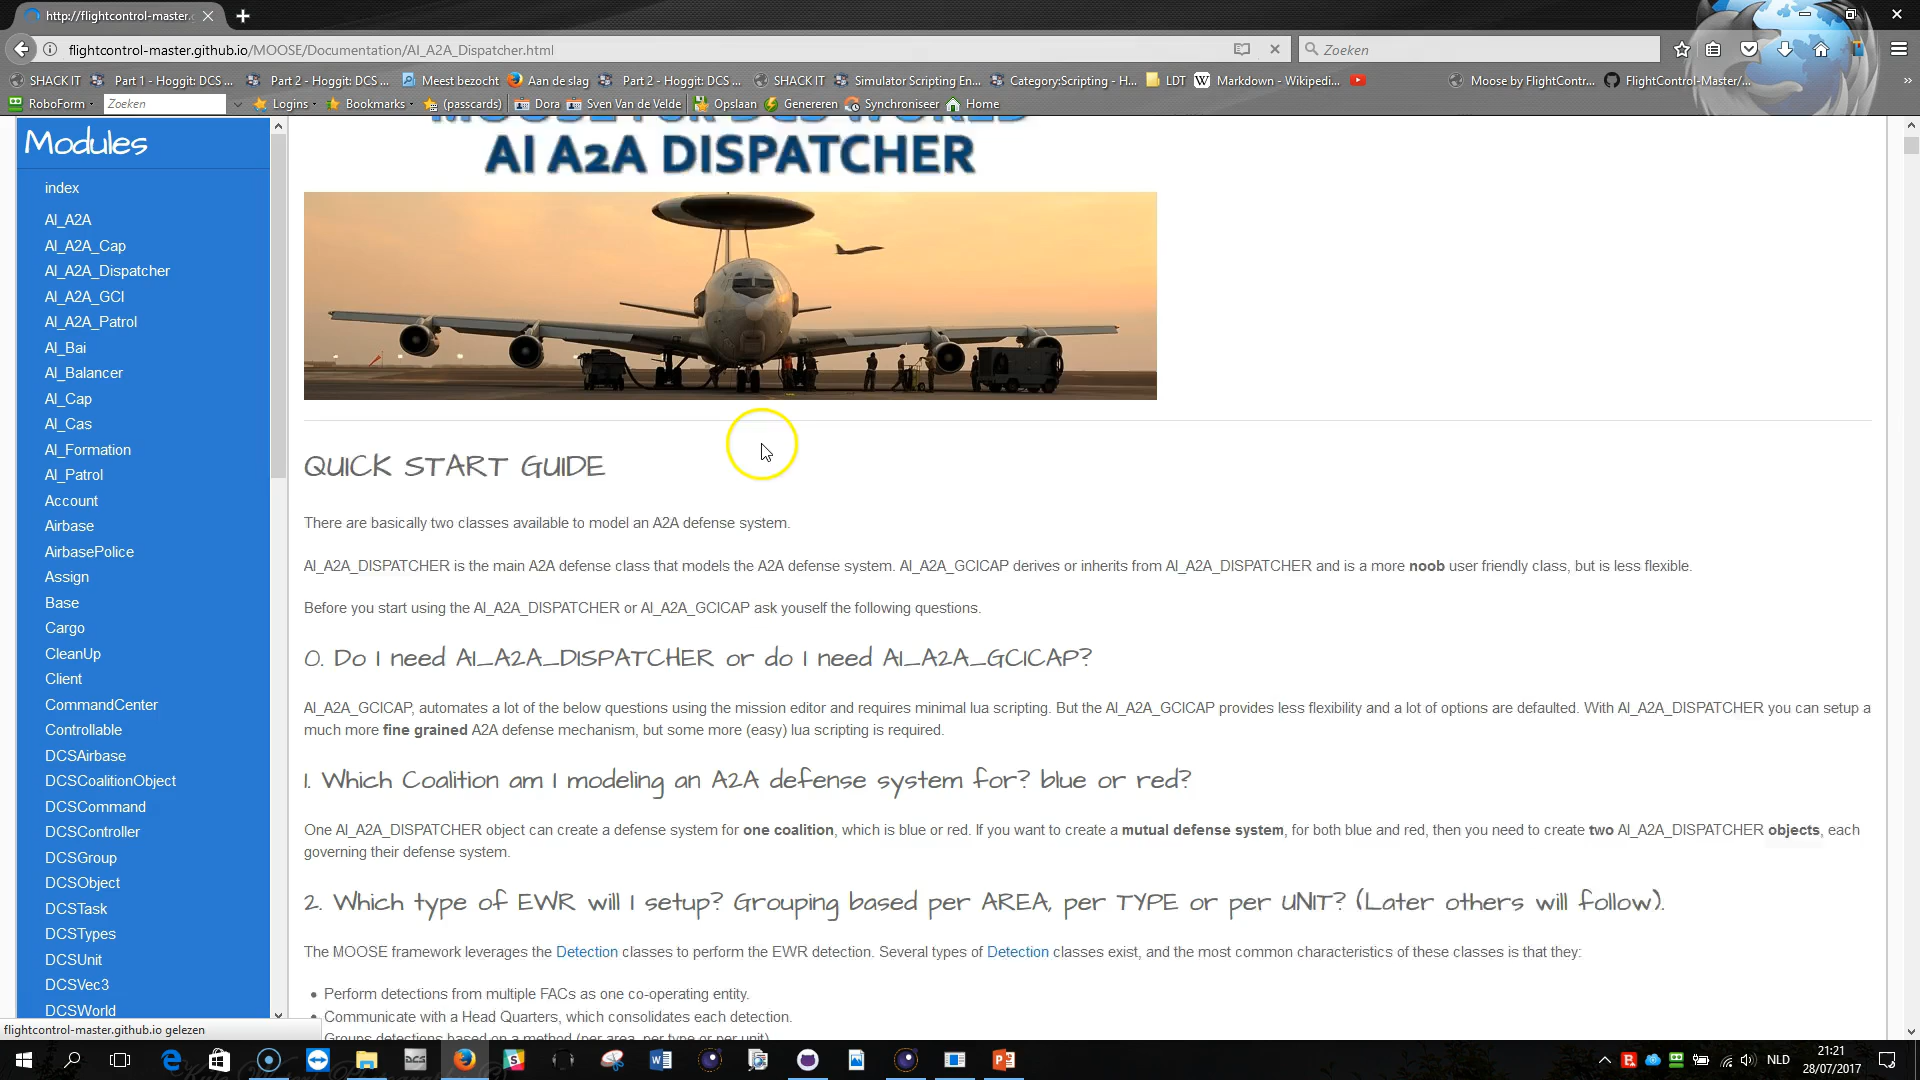 http://flightcontrol-master.
flightcontrol-master.github.io/MOOSE/Documentation/AI_A2A_Dispatcher.html
Zoeken
SHACK IT
Part 1 - Hoggit: DCS ...
Part 2 - Hoggit: DCS ...
Meest bezocht
Aan de slag
Part 2 - Hoggit: DCS ...
SHACK IT
Simulator Scripting En...
Category:Scripting - H...
LDT
Markdown - Wikipedi...
Moose by FlightContr...
FlightControl-Master/...
RoboForm
Zoeken
Logins
Bookmarks
(passcards)
Dora
Sven Van de Velde
Opslaan
Genereren
Synchroniseer
Home
Modules
index
AI_A2A
AI_A2A_Cap
AI_A2A_Dispatcher
AI_A2A_GCI
AI_A2A_Patrol
AI_Bai
AI_Balancer
AI_Cap
AI_Cas
AI_Formation
AI_Patrol
Account
Airbase
AirbasePolice
Assign
Base
Cargo
CleanUp
Client
CommandCenter
Controllable
DCSAirbase
DCSCoalitionObject
DCSCommand
DCSController
DCSGroup
DCSObject
DCSTask
DCSTypes
DCSUnit
DCSVec3
DCSWorld
MOOSE FOR DCS WORLD
AI A2A DISPATCHER
QUICK START GUIDE
There are basically two classes available to model an A2A defense system.
AI_A2A_DISPATCHER is the main A2A defense class that models the A2A defense system. AI_A2A_GCICAP derives or inherits from AI_A2A_DISPATCHER and is a more noob user friendly class, but is less flexible.
Before you start using the AI_A2A_DISPATCHER or AI_A2A_GCICAP ask youself the following questions.
0. Do I need AI_A2A_DISPATCHER or do I need AI_A2A_GCICAP?
AI_A2A_GCICAP, automates a lot of the below questions using the mission editor and requires minimal lua scripting. But the AI_A2A_GCICAP provides less flexibility and a lot of options are defaulted. With AI_A2A_DISPATCHER you can setup a
much more fine grained A2A defense mechanism, but some more (easy) lua scripting is required.
1. Which Coalition am I modeling an A2A defense system for? blue or red?
One AI_A2A_DISPATCHER object can create a defense system for one coalition, which is blue or red. If you want to create a mutual defense system, for both blue and red, then you need to create two AI_A2A_DISPATCHER objects, each
governing their defense system.
2. Which type of EWR will I setup? Grouping based per AREA, per TYPE or per UNIT? (Later others will follow).
The MOOSE framework leverages the Detection classes to perform the EWR detection. Several types of Detection classes exist, and the most common characteristics of these classes is that they:
Perform detections from multiple FACs as one co-operating entity.
Communicate with a Head Quarters, which consolidates each detection.
Groups detections based on a method (per area, per type or per unit)
flightcontrol-master.github.io gelezen
DCS
NLD
21:21
28/07/2017